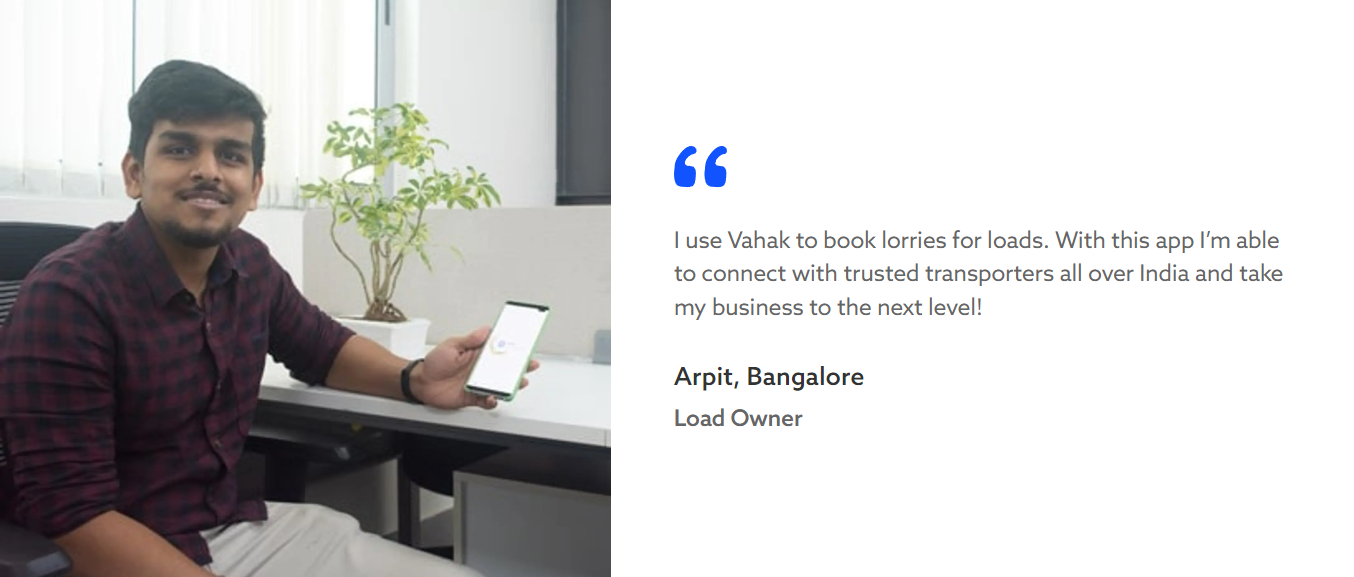 I use Vahak to book lorries for loads. With this app I’m able
to connect with trusted transporters all over India and take
my business to the next level!
Arpit, Bangalore
Load Owner